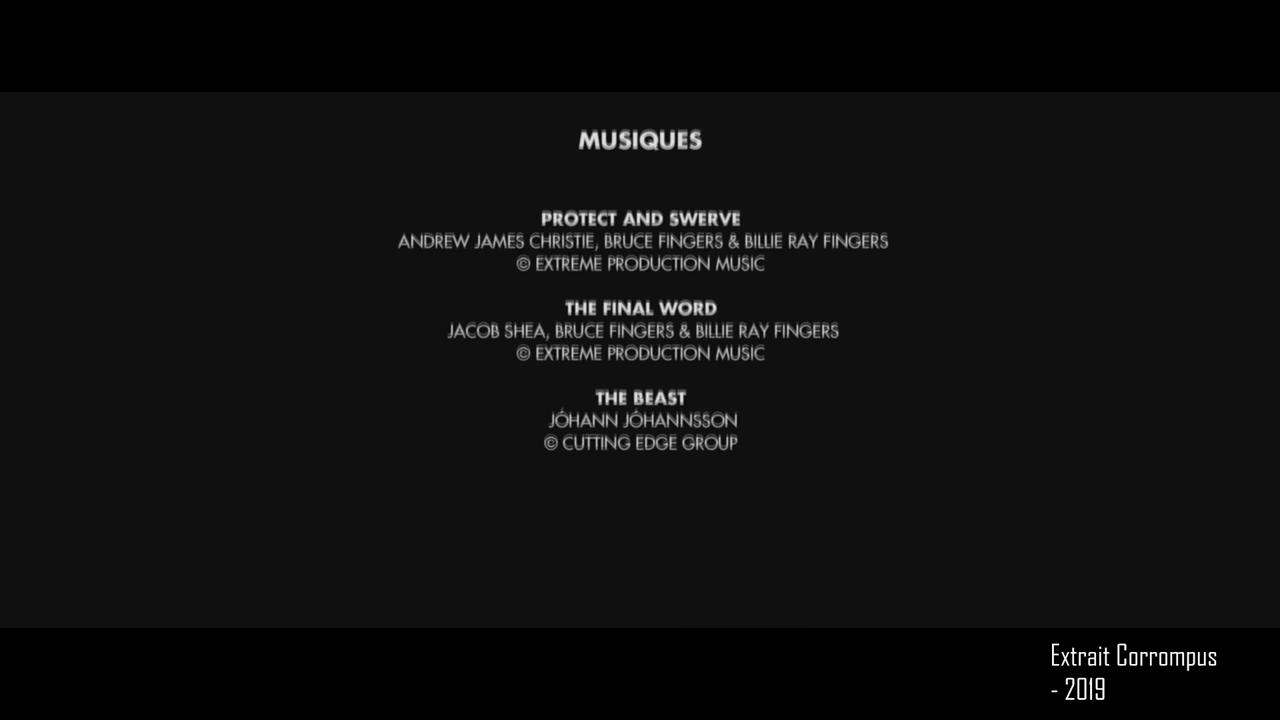 MUSIQUES
PROTECT AND SWERVE
ANDREW JAMES CHRISTIE, BRUCE FINGERS & BILLIE RAY FINGERS
© EXTREME PRODUCTION MUSIC
THE FINAL WORD
JACOB SHEA, BRUCE FINGERS & BILLIE RAY FINGERS
© EXTREME PRODUCTION MUSIC
THE BEAST
JÓHANN JÓHANNSSON
© CUTTING EDGE GROUP
Extrait Corrompus
- 2019